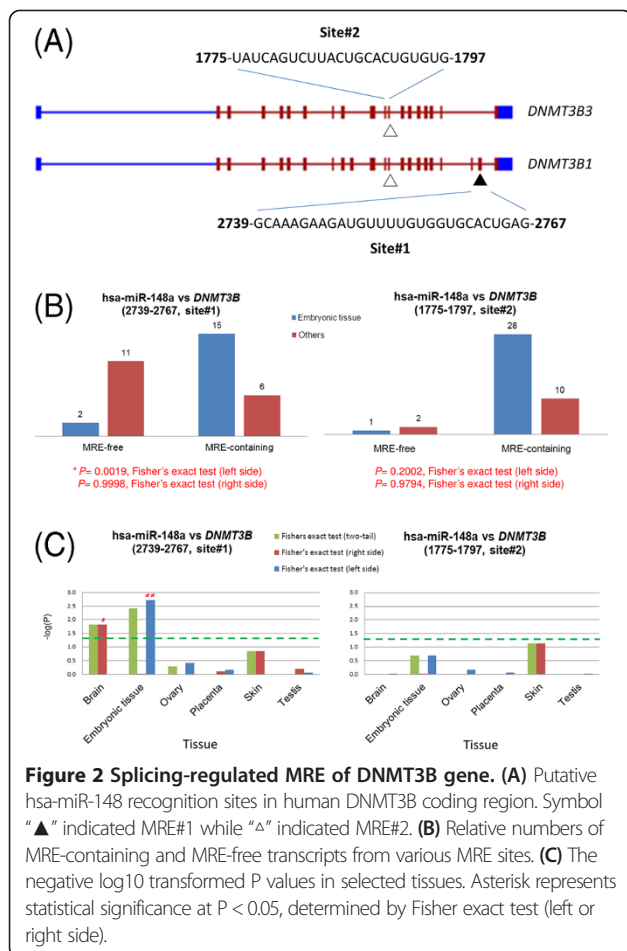 (A)
Site#2
1775-UAUCAGUCUUACUGCACUGUGUG-1797
DNMT3B3
△
DNMT3B1
△ ▲
2739-GCAAAGAAGAUGUUUUGUGGUGCACUGAG-2767
Site#1
(B)
hsa-miR-148a vs DNMT3B
(2739-2767, site#1)
15
11
6
2
MRE-free MRE-containing
* P= 0.0019, Fisher's exact test (left side)
P= 0.9998, Fisher's exact test (right side)
Embryonic tissue
Others
hsa-miR-148a vs DNMT3B
(1775-1797, site#2)
28
10
1
2
MRE-free MRE-containing
P= 0.2002, Fisher's exact test (left side)
P= 0.9794, Fisher's exact test (right side)
(C)
hsa-miR-148a vs DNMT3B
(2739-2767, site#1)
Fishers exact test (two-tail)
Fisher's exact test (right side)
Fisher's exact test (left side)
hsa-miR-148a vs DNMT3B
(1775-1797, site#2)
-log(P)
3.0
2.5
2.0
1.5
1.0
0.5
0.0
*
**
Brain
Embryonic tissue
Ovary
Placenta
Skin
Testis
Tissue
3.0
2.5
2.0
1.5
1.0
0.5
0.0
Brain
Embryonic tissue
Ovary
Placenta
Skin
Testis
Tissue
Figure 2 Splicing-regulated MRE of DNMT3B gene. (A) Putative
hsa-miR-148 recognition sites in human DNMT3B coding region. Symbol
"▲" indicated MRE#1 while "△" indicated MRE#2. (B) Relative numbers of
MRE-containing and MRE-free transcripts from various MRE sites. (C) The
negative log10 transformed P values in selected tissues. Asterisk represents
statistical significance at P < 0.05, determined by Fisher exact test (left or
right side).